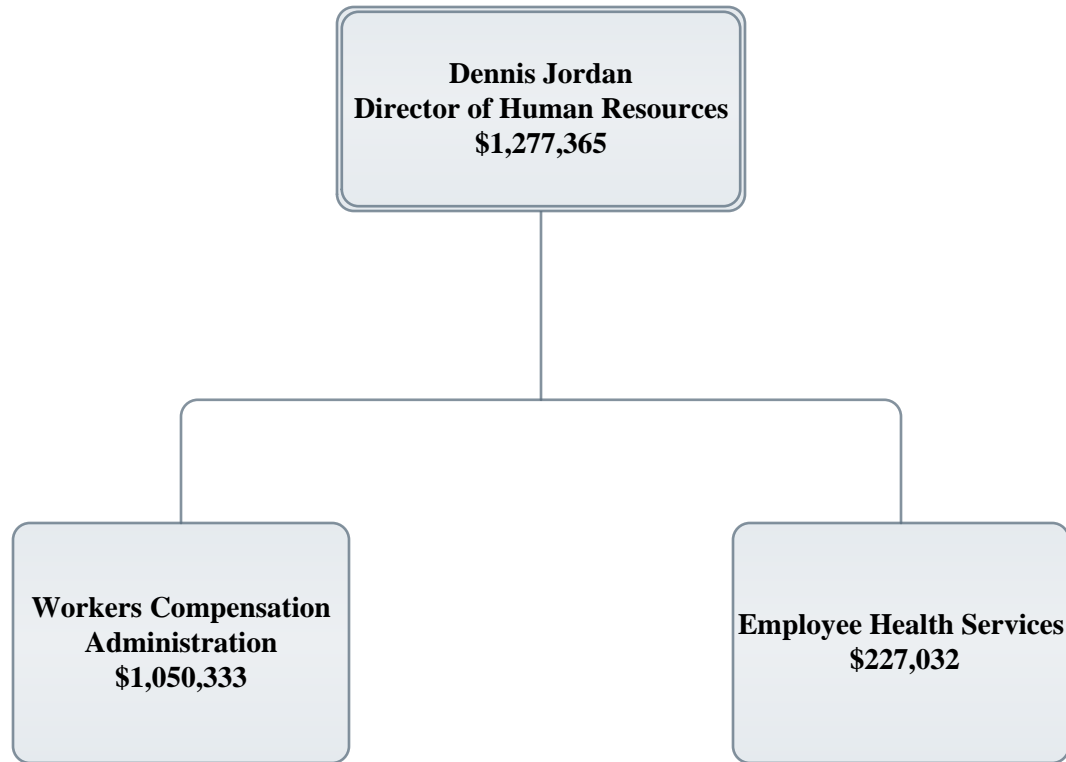 Dennis Jordan
Director of Human Resources
$1,277,365
Workers Compensation
Administration
$1,050,333
Employee Health Services
$227,032